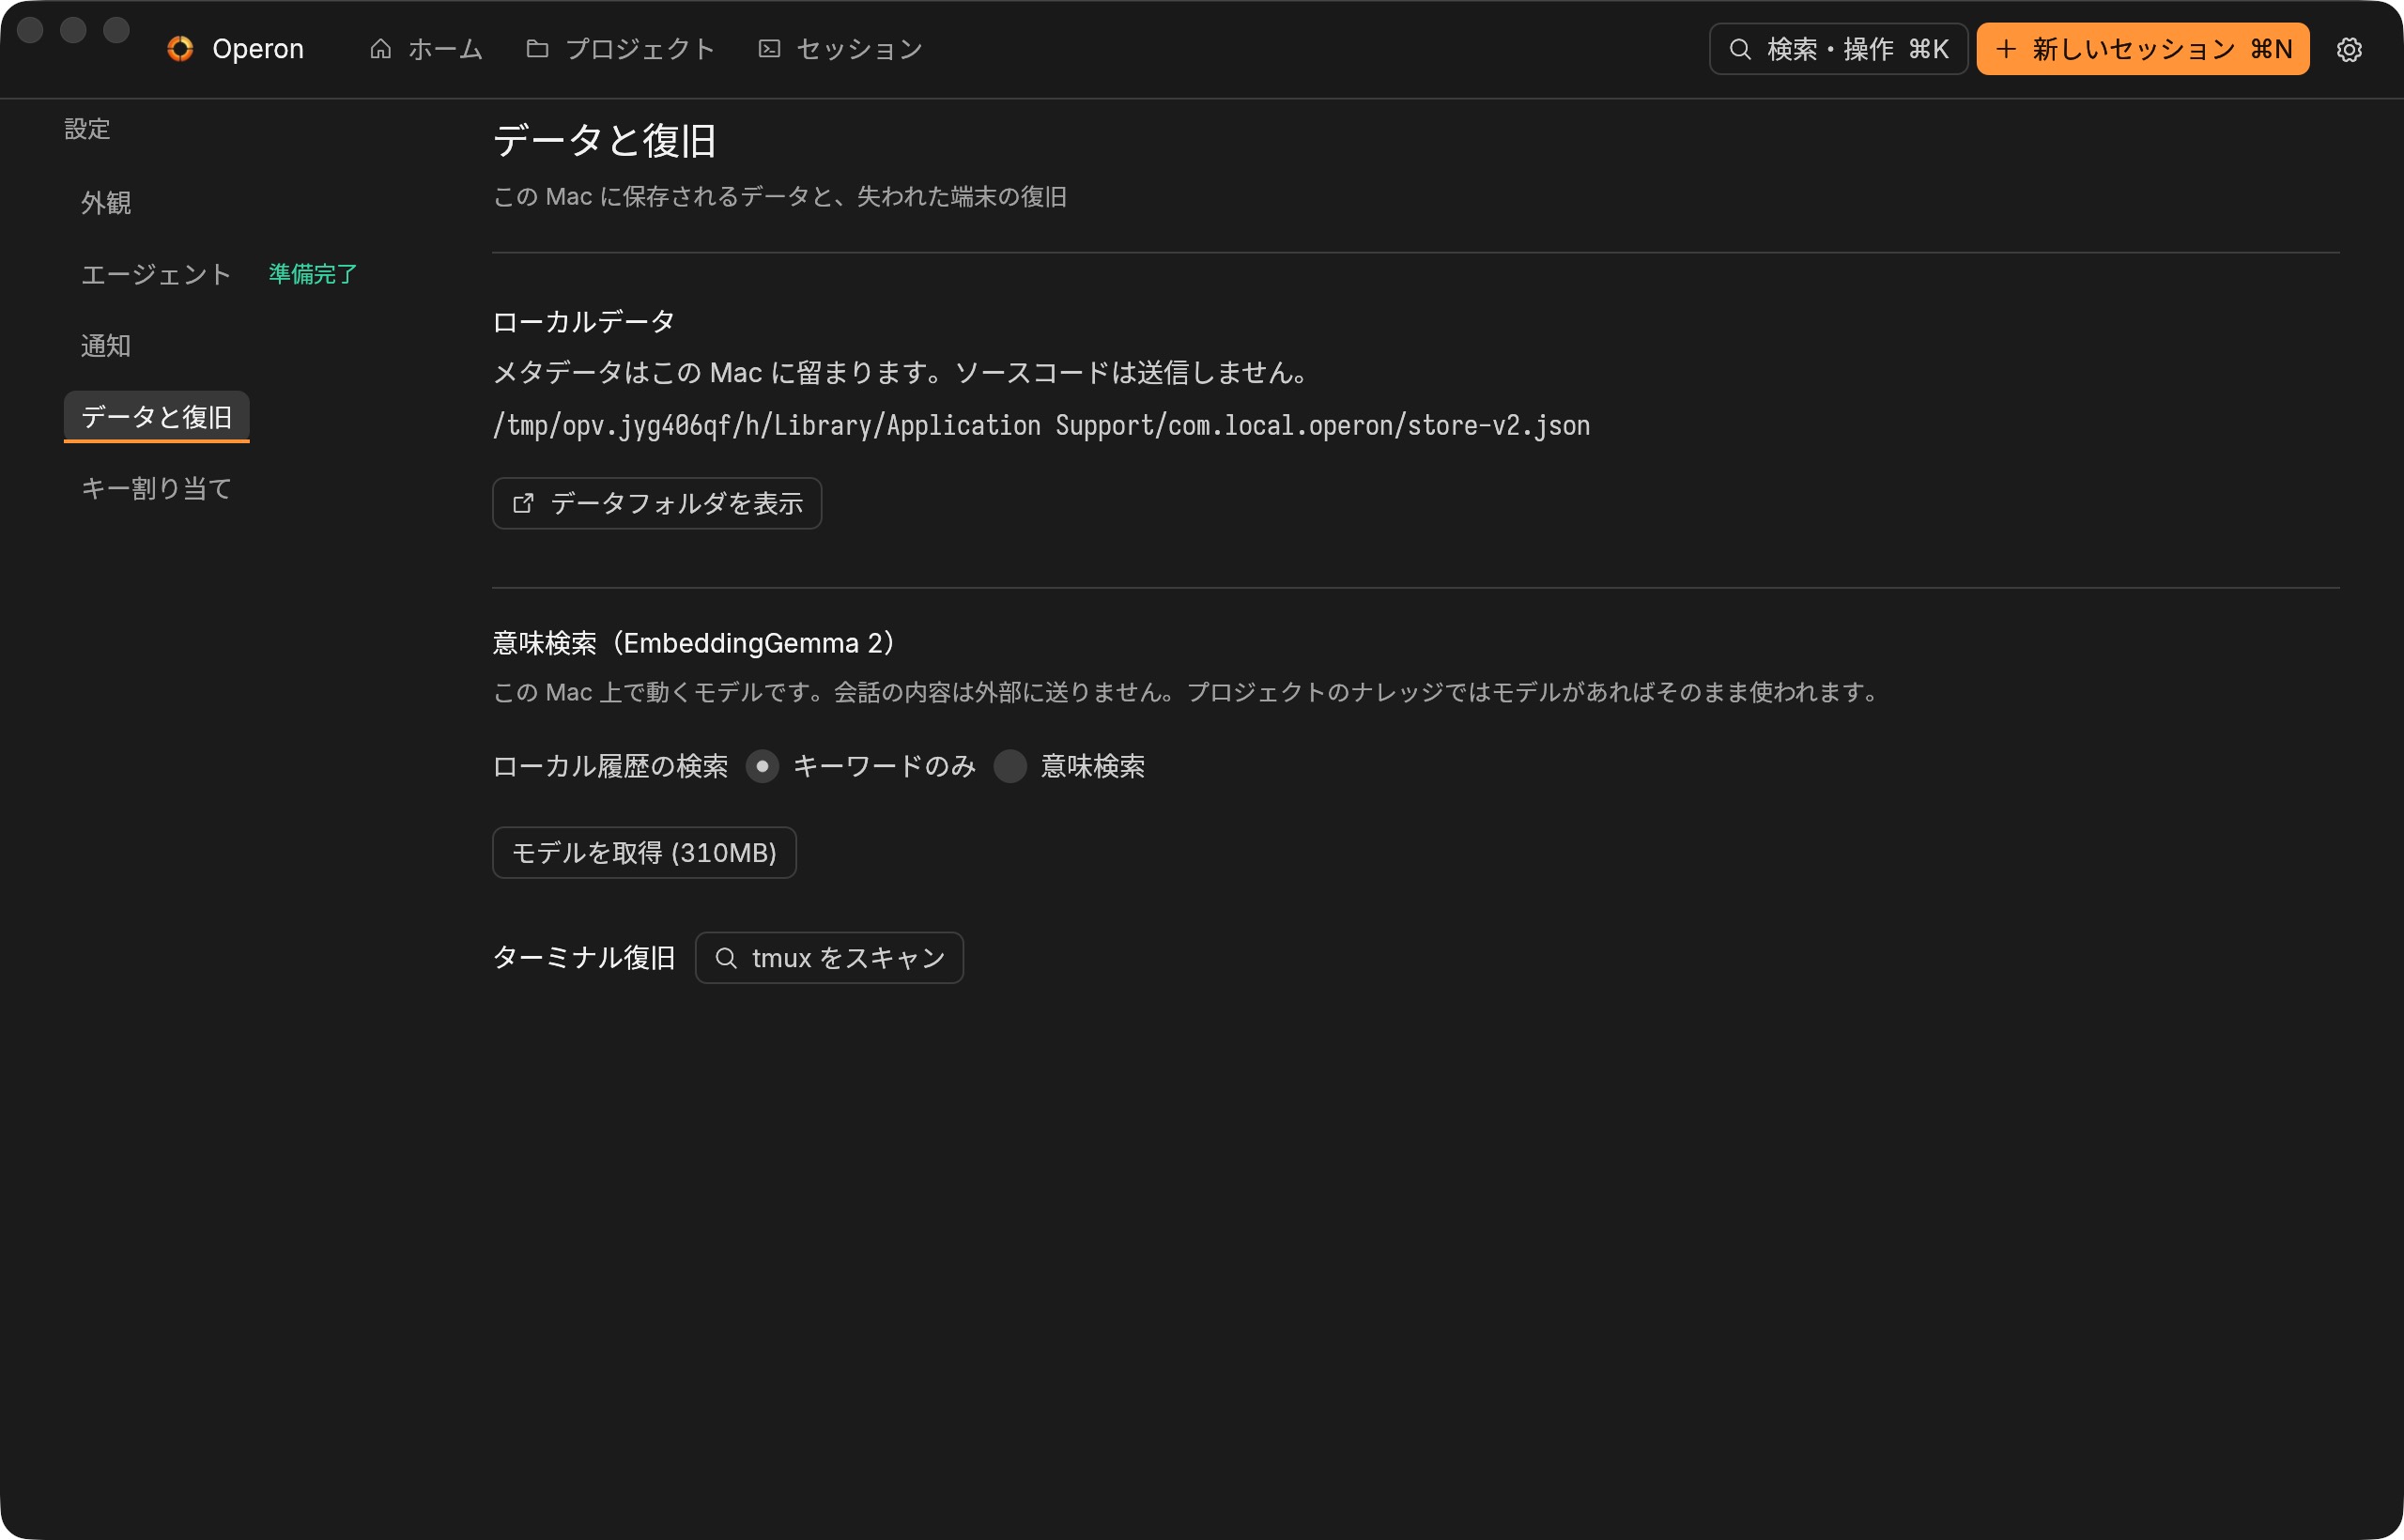 Operon ホーム プロジェクト セッション 検索・操作 ⌘K 新しいセッション ⌘N
設定
外観
エージェント 準備完了
通知
データと復旧
キー割り当て
データと復旧
この Mac に保存されるデータと、失われた端末の復旧
ローカルデータ
メタデータはこの Mac に留まります。ソースコードは送信しません。
/tmp/opv.jyg406qf/h/Library/Application Support/com.local.operon/store-v2.json
データフォルダを表示
意味検索（EmbeddingGemma 2）
この Mac 上で動くモデルです。会話の内容は外部に送りません。プロジェクトのナレッジではモデルがあればそのまま使われます。
ローカル履歴の検索 キーワードのみ 意味検索
モデルを取得 (310MB)
ターミナル復旧 tmux をスキャン